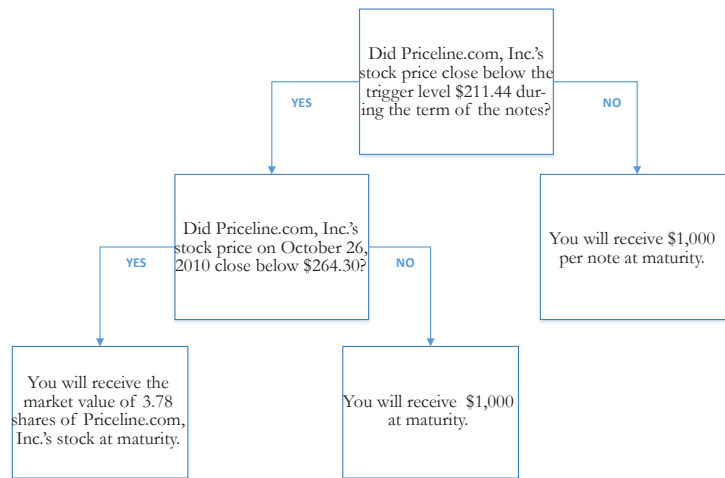 Did Priceline.com, Inc.'s
stock price close below the
trigger level $211.44 dur-
ing the term of the notes?
YES
NO
Did Priceline.com, Inc.'s
stock price on October 26,
2010 close below $264.30?
You will receive $1,000
per note at maturity.
YES
NO
You will receive the
market value of 3.78
shares of Priceline.com,
Inc.'s stock at maturity.
You will receive $1,000
at maturity.